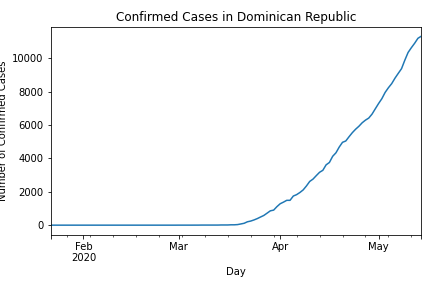 Confirmed Cases in Dominican Republic
Number of Confirmed Cases
10000
8000
6000
4000
2000
0
Feb
2020
Mar
Apr
May
Day